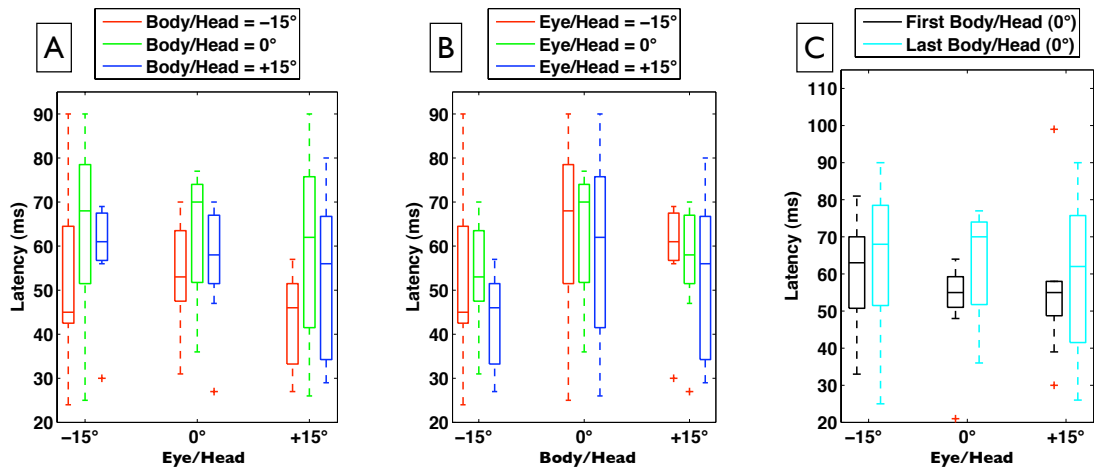 A
Body/Head = −15°
Body/Head = 0°
Body/Head = +15°
Latency (ms)
90
80
70
60
50
40
30
20
−15° 0° +15°
Eye/Head
B
Eye/Head = −15°
Eye/Head = 0°
Eye/Head = +15°
Latency (ms)
90
80
70
60
50
40
30
20
−15° 0° +15°
Body/Head
C
First Body/Head (0°)
Last Body/Head (0°)
Latency (ms)
110
100
90
80
70
60
50
40
30
20
−15° 0° +15°
Eye/Head